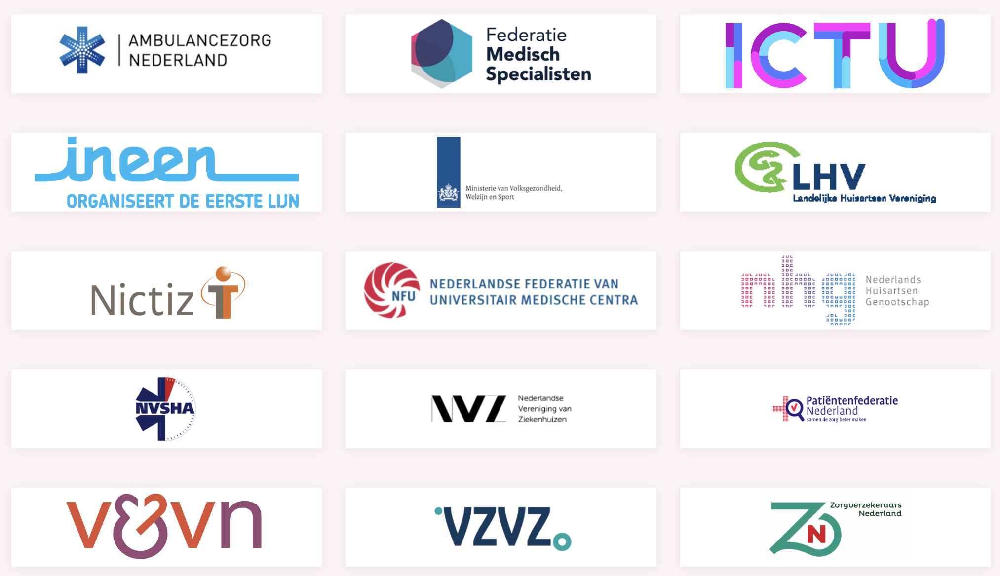 AMBULANCEZORG
NEDERLAND
Federatie
Medisch
Specialisten
ICTU
ineen
ORGANISEERT DE EERSTE LIJN
Ministerie van Volksgezondheid,
Welzijn en Sport
LHV
Landelijke Huisartsen Vereniging
Nictiz
NFU
NEDERLANDSE FEDERATIE VAN
UNIVERSITAIR MEDISCHE CENTRA
nhg
Nederlands
Huisartsen
Genootschap
NVSHA
NVZ
Nederlandse
Vereniging van
Ziekenhuizen
Patiëntenfederatie
Nederland
samen de zorg beter maken
v&vn
VZVZ
ZN
Zorgverzekeraars
Nederland